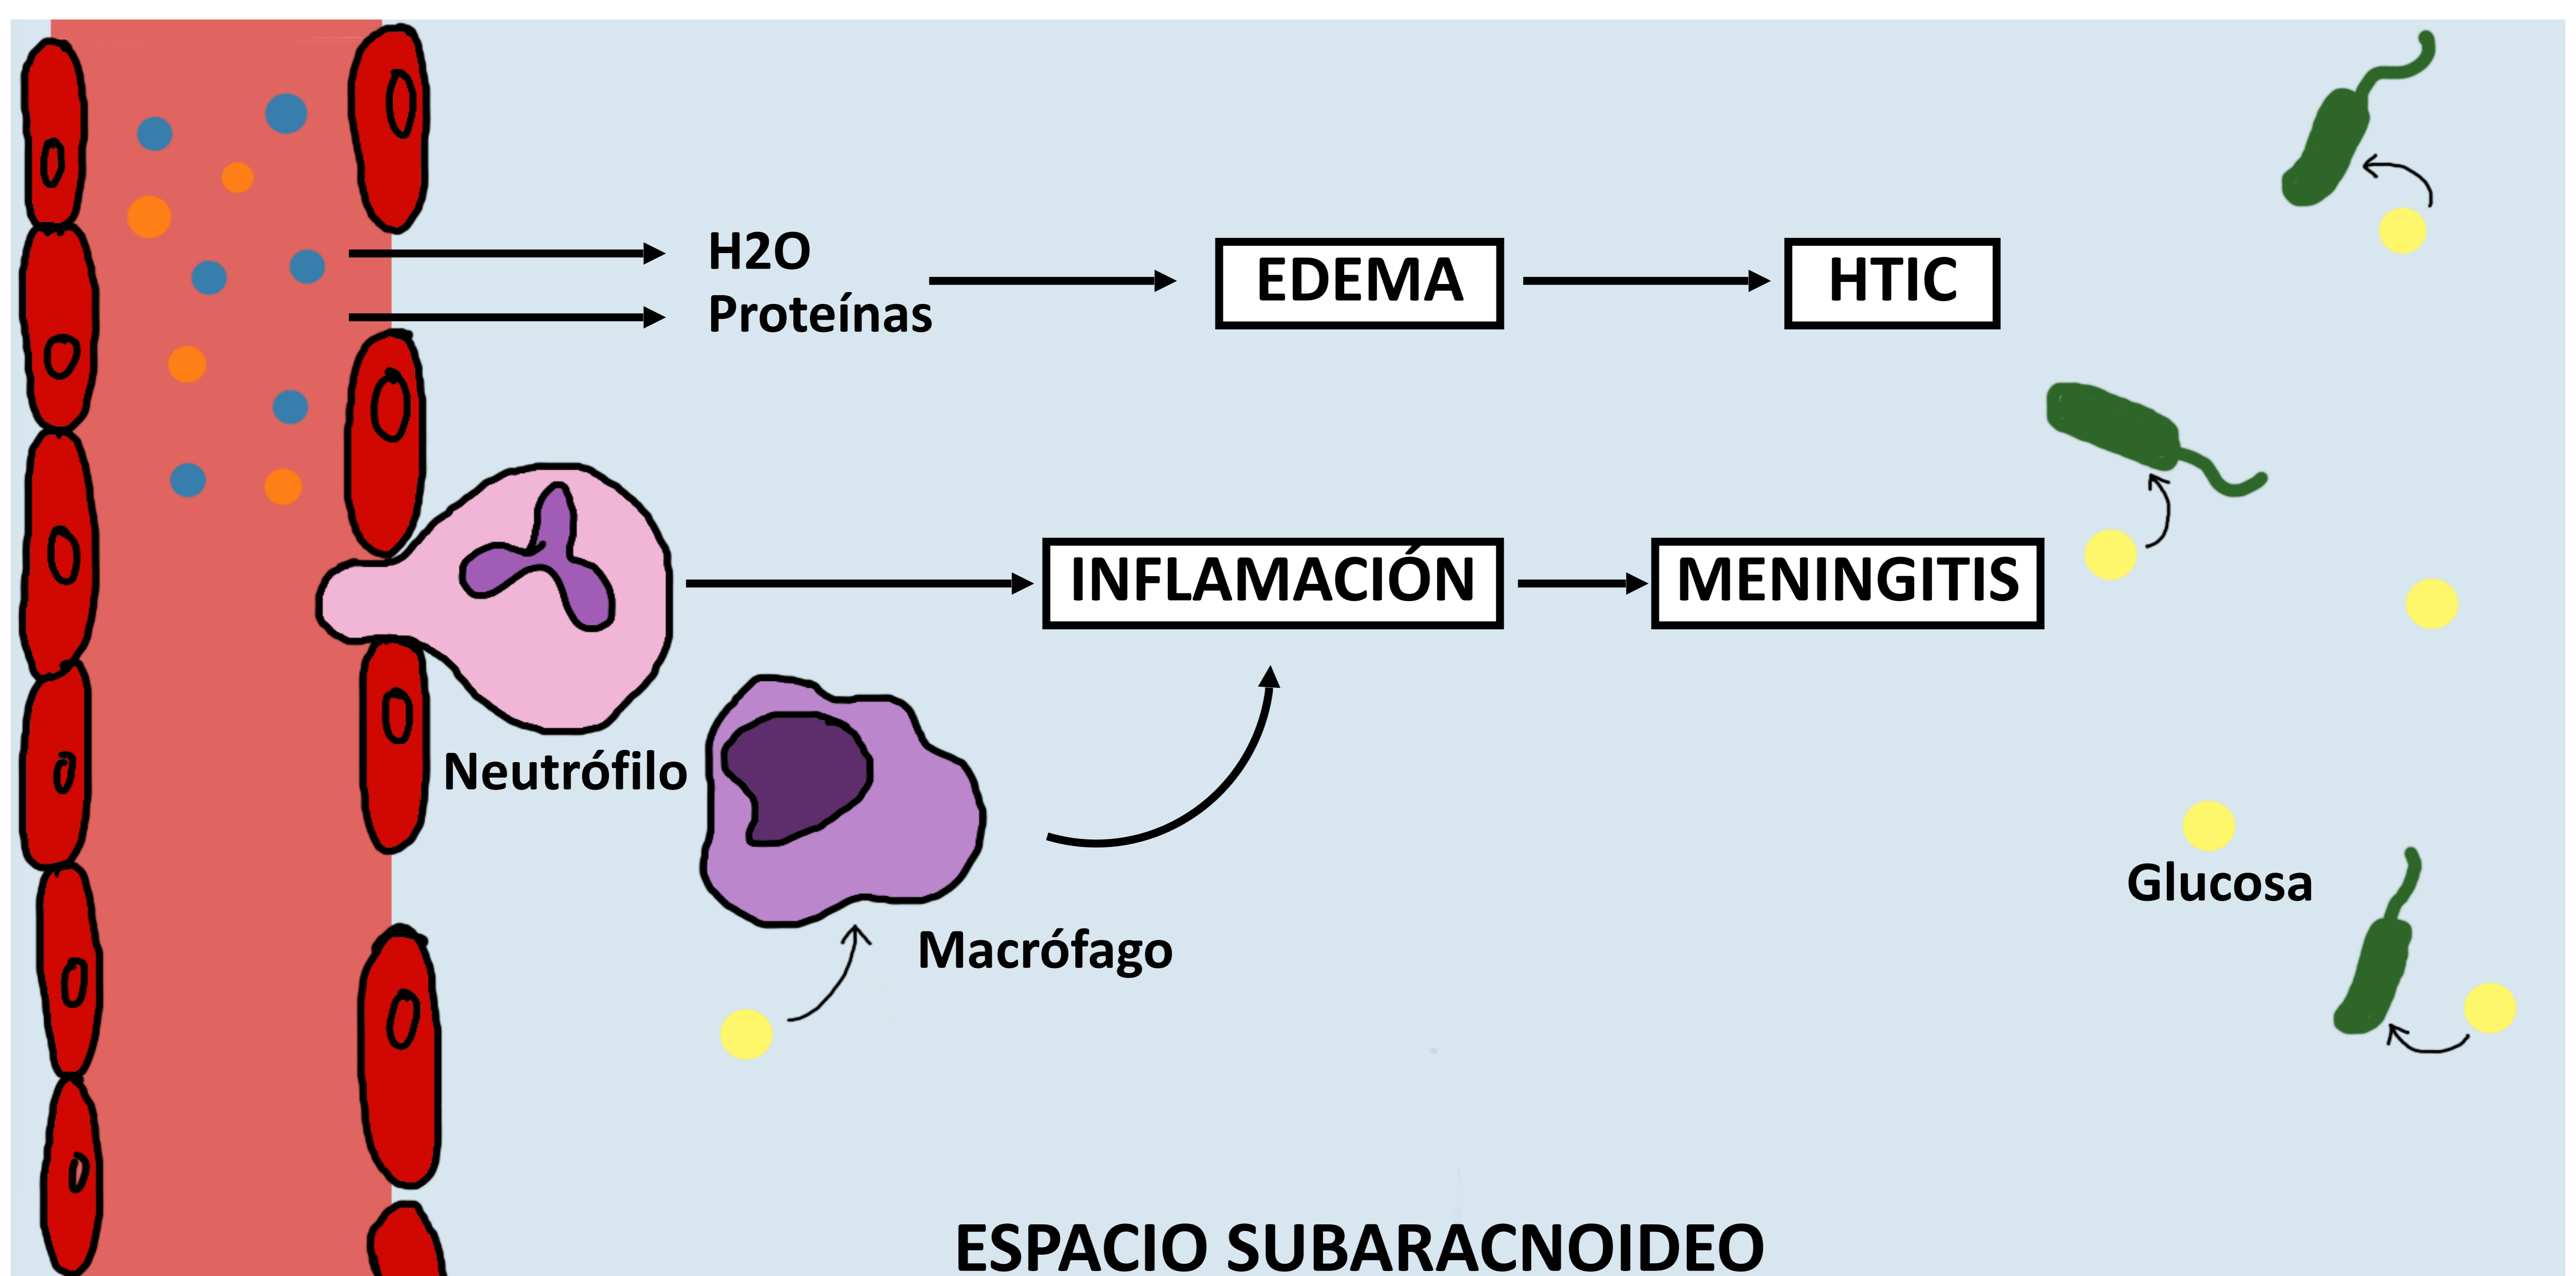 H2O
Proteínas
EDEMA
HTIC
INFLAMACIÓN
MENINGITIS
Neutrófilo
Glucosa
Macrófago
ESPACIO SUBARACNOIDEO